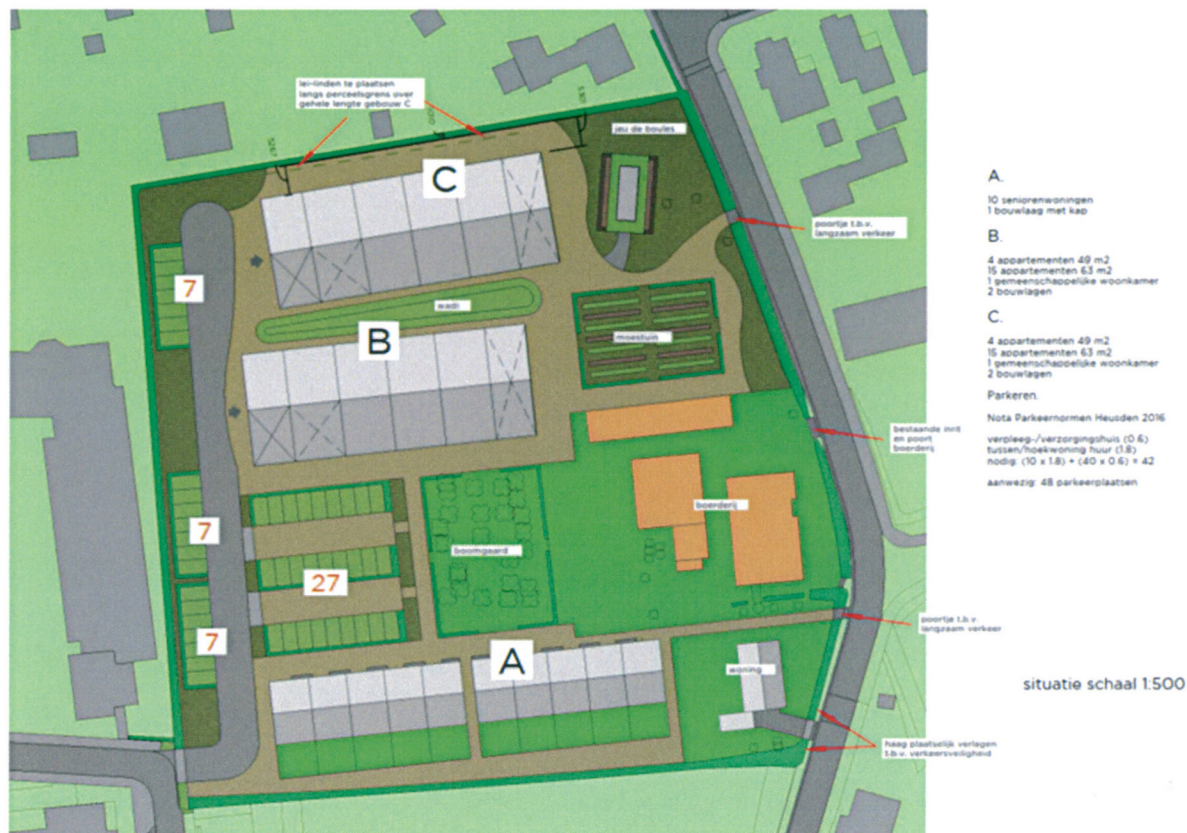 lei-linden te plaatsen
langs perceelsgrens over
gehele lengte gebouw C
jeu de boules
C
poortje t.b.v.
langzaam verkeer
7
wadi
B
moestuin
bestaande inrit
en poort
boerderij
boerderij
7
boomgaard
27
7
poortje t.b.v.
langzaam verkeer
A
woning
haag plaatselijk verlagen
t.b.v. verkeersveiligheid
A.
10 seniorenwoningen
1 bouwlaag met kap
B.
4 appartementen 49 m2
15 appartementen 63 m2
1 gemeenschappelijke woonkamer
2 bouwlagen
C.
4 appartementen 49 m2
15 appartementen 63 m2
1 gemeenschappelijke woonkamer
2 bouwlagen
Parkeren.
Nota Parkeernormen Heusden 2016
verpleeg-/verzorgingshuis (0.6)
tussen/hoekwoning huur (1.8)
nodig: (10 x 1.8) + (40 x 0.6) = 42
aanwezig: 48 parkeerplaatsen
situatie schaal 1:500